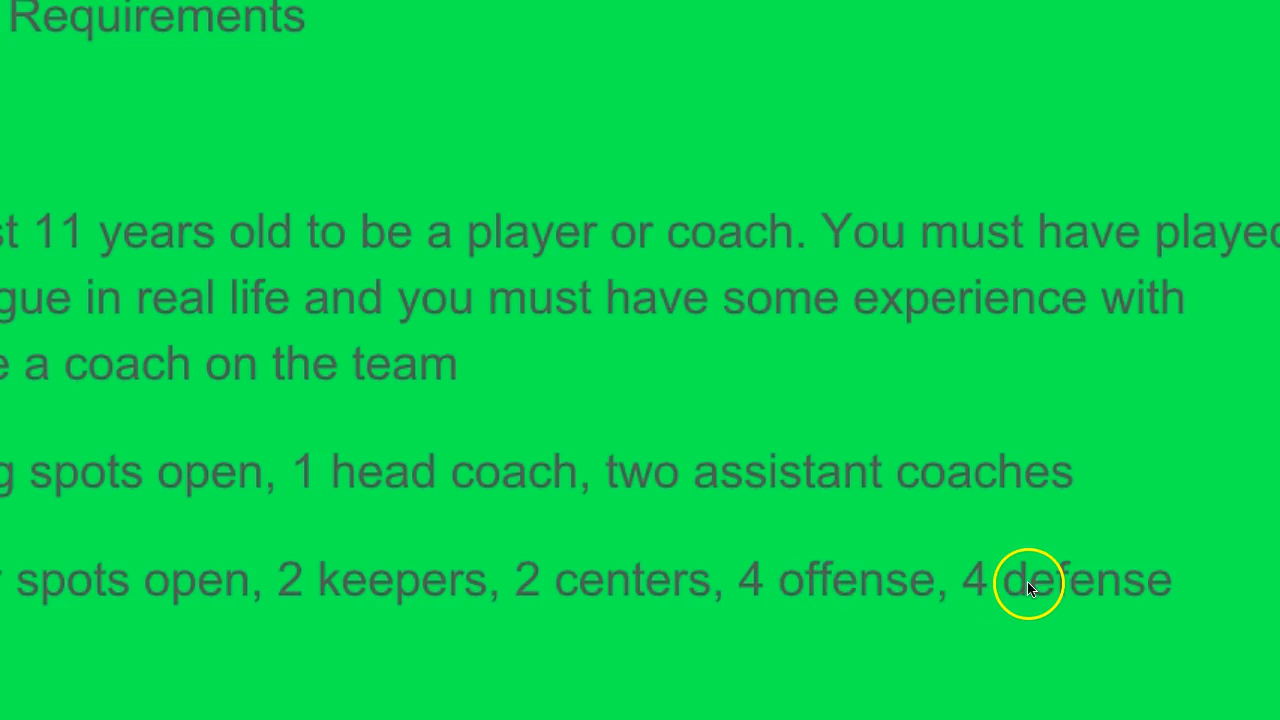 Requirements
st 11 years old to be a player or coach. You must have played
gue in real life and you must have some experience with
e a coach on the team
g spots open, 1 head coach, two assistant coaches
spots open, 2 keepers, 2 centers, 4 offense, 4 defense